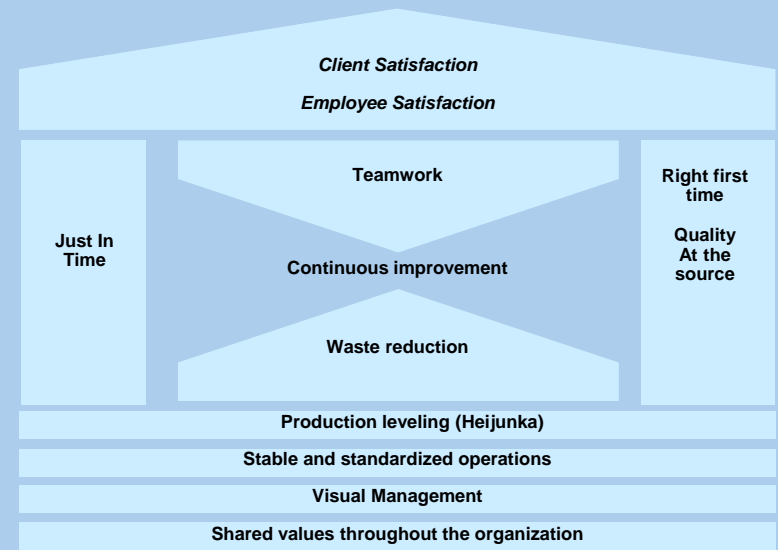 Client Satisfaction
Employee Satisfaction
Just In
Time
Teamwork
Continuous improvement
Waste reduction
Right first
time
Quality
At the
source
Production leveling (Heijunka)
Stable and standardized operations
Visual Management
Shared values throughout the organization